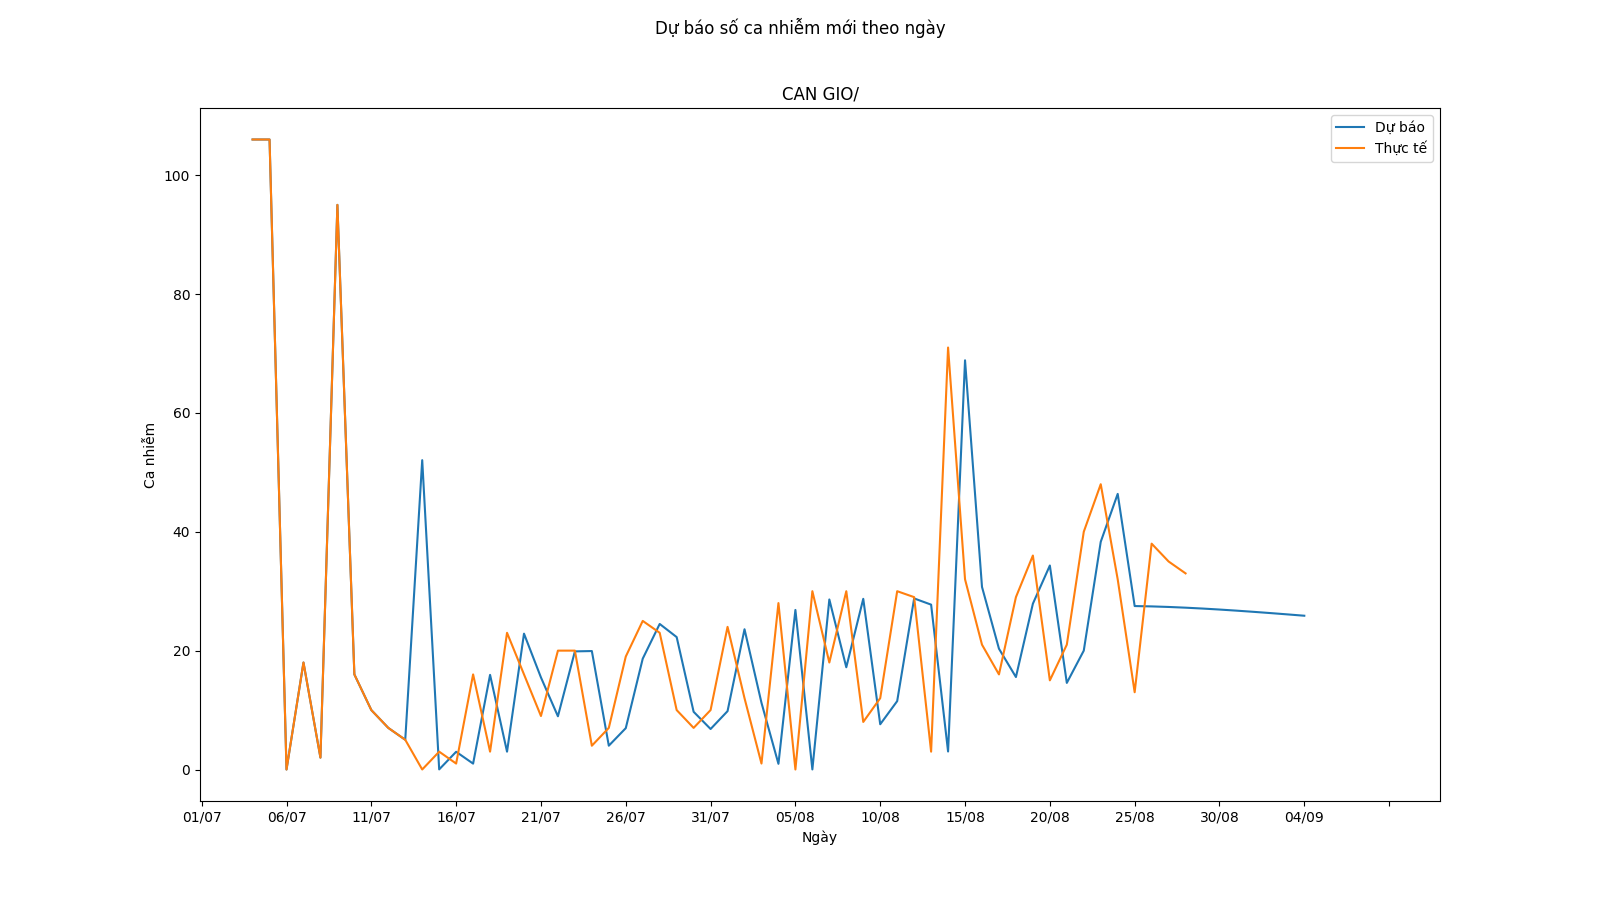 Dự báo số ca nhiễm mới theo ngày
CAN GIO/
Dự báo
Thực tế
100
80
60
40
20
0
Ca nhiễm
01/07 06/07 11/07 16/07 21/07 26/07 31/07 05/08 10/08 15/08 20/08 25/08 30/08 04/09
Ngày